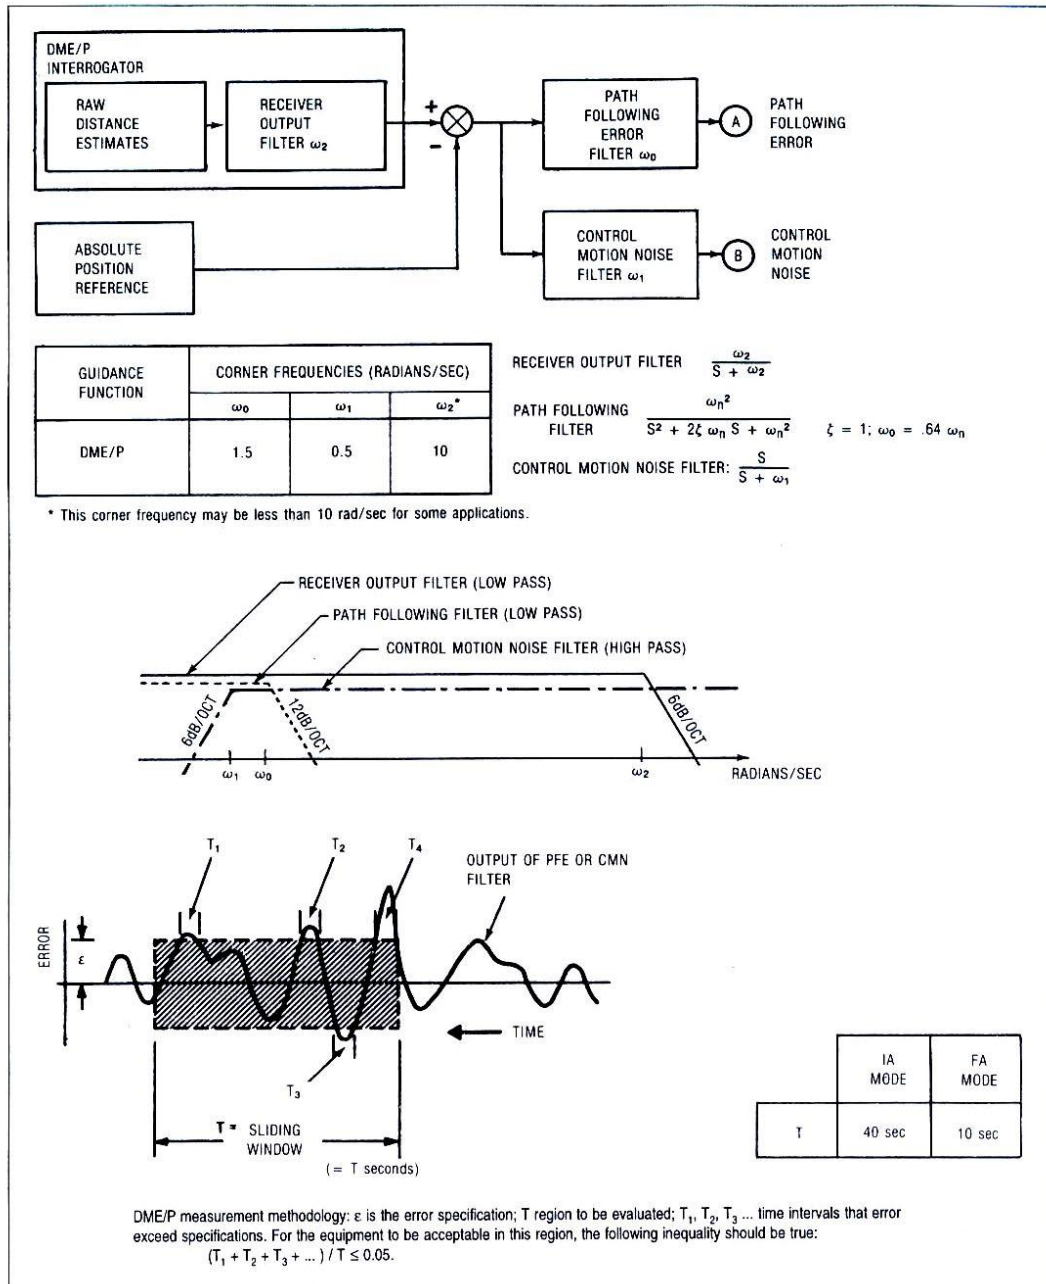 DME/P
INTERROGATOR
RAW
DISTANCE
ESTIMATES
RECEIVER
OUTPUT
FILTER ω₂
+
−
PATH
FOLLOWING
ERROR
FILTER ω₀
A
PATH
FOLLOWING
ERROR
ABSOLUTE
POSITION
REFERENCE
CONTROL
MOTION NOISE
FILTER ω₁
B
CONTROL
MOTION
NOISE
GUIDANCE
FUNCTION
CORNER FREQUENCIES (RADIANS/SEC)
ω₀ ω₁ ω₂*
DME/P 1.5 0.5 10
RECEIVER OUTPUT FILTER ω₂ / (S + ω₂)
PATH FOLLOWING
FILTER ωn² / (S² + 2ζ ωn S + ωn²) ξ = 1; ω₀ = .64 ωn
CONTROL MOTION NOISE FILTER: S / (S + ω₁)
* This corner frequency may be less than 10 rad/sec for some applications.
RECEIVER OUTPUT FILTER (LOW PASS)
PATH FOLLOWING FILTER (LOW PASS)
CONTROL MOTION NOISE FILTER (HIGH PASS)
6dB/OCT
12dB/OCT
6dB/OCT
ω₁ ω₀ ω₂
RADIANS/SEC
T₁ T₂ T₄
OUTPUT OF PFE OR CMN
FILTER
ERROR
ε
TIME
T₃
T = SLIDING
WINDOW
(= T seconds)
IA
MODE
FA
MODE
T 40 sec 10 sec
DME/P measurement methodology: ε is the error specification; T region to be evaluated; T₁, T₂, T₃ ... time intervals that error
exceed specifications. For the equipment to be acceptable in this region, the following inequality should be true:
(T₁ + T₂ + T₃ + ... ) / T ≤ 0.05.